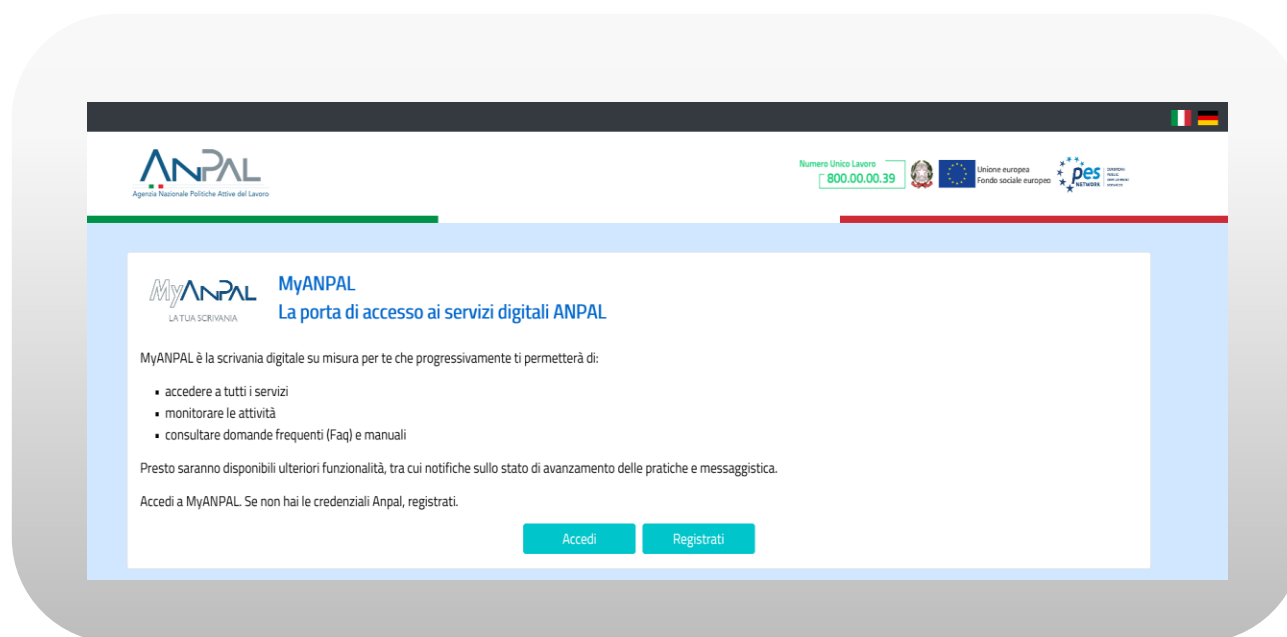 ANPAL
Agenzia Nazionale Politiche Attive del Lavoro
Numero Unico Lavoro
800.00.00.39
Unione europea
Fondo sociale europeo
pes
NETWORK
MyANPAL
LA TUA SCRIVANIA
MyANPAL
La porta di accesso ai servizi digitali ANPAL
MyANPAL è la scrivania digitale su misura per te che progressivamente ti permetterà di:
▪ accedere a tutti i servizi
▪ monitorare le attività
▪ consultare domande frequenti (Faq) e manuali
Presto saranno disponibili ulteriori funzionalità, tra cui notifiche sullo stato di avanzamento delle pratiche e messaggistica.
Accedi a MyANPAL. Se non hai le credenziali Anpal, registrati.
Accedi
Registrati